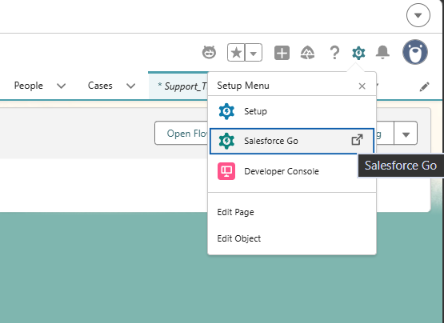 People
Cases
* Support_T
Setup Menu
Setup
Open Flo
Salesforce Go
g
Salesforce Go
Developer Console
Edit Page
Edit Object